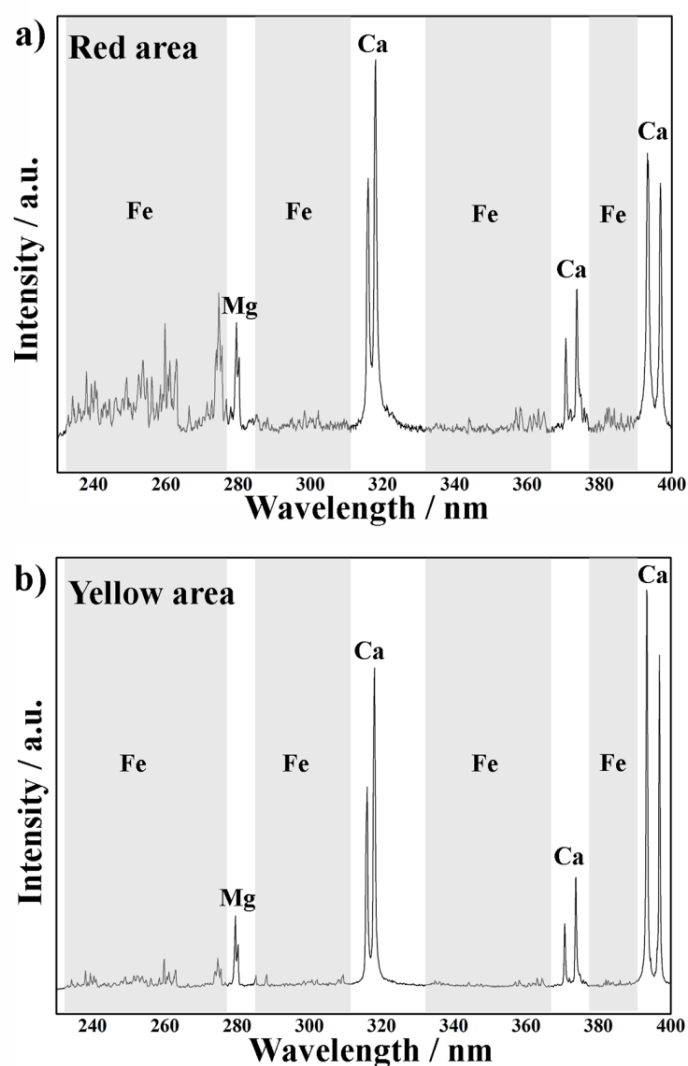 a)
Red area
Ca
Ca
Fe
Fe
Fe
Fe
Mg
Ca
Intensity / a.u.
240 260 280 300 320 340 360 380 400
Wavelength / nm
b)
Yellow area
Ca
Ca
Fe
Fe
Fe
Fe
Ca
Mg
Intensity / a.u.
240 260 280 300 320 340 360 380 400
Wavelength / nm